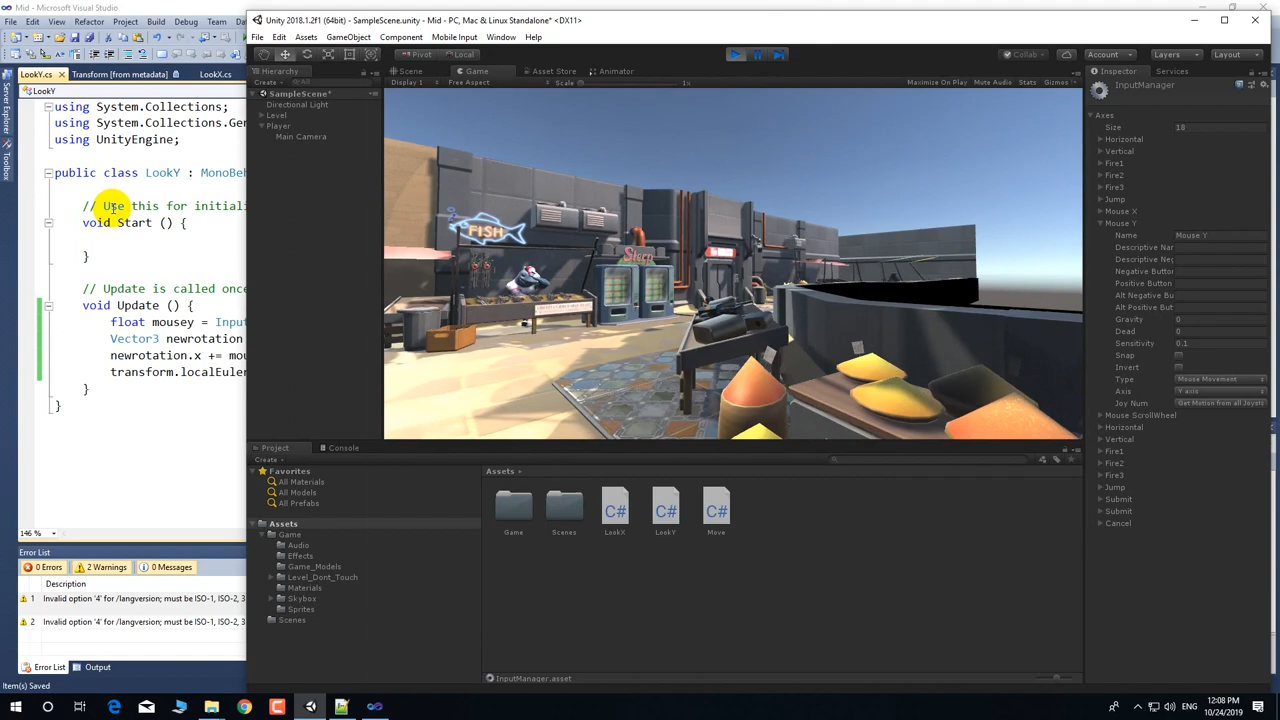 Mid - Microsoft Visual Studio
File Edit View Refactor Project Build Debug Team
LookY.cs Transform [from metadata] LookX.cs
LookY
using System.Collections;
using System.Collections.Gen
using UnityEngine;
public class LookY : MonoBeh
// Use this for initiali
void Start () {
}
// Update is called once
void Update () {
float mousey = Input
Vector3 newrotation
newrotation.x += mou
transform.localEuler
}
}
146 %
Error List
0 Errors 2 Warnings 0 Messages
Description
1 Invalid option '4' for /langversion; must be ISO-1, ISO-2, 3
2 Invalid option '4' for /langversion; must be ISO-1, ISO-2, 3
Error List Output
Item(s) Saved
Server Explorer
Toolbox
Unity 2018.1.2f1 (64bit) - SampleScene.unity - Mid - PC, Mac & Linux Standalone* <DX11>
File Edit Assets GameObject Component Mobile Input Window Help
Pivot Local Collab Account Layers Layout
Hierarchy
Create All
SampleScene*
Directional Light
Level
Player
Main Camera
Scene Game Asset Store Animator
Display 1 Free Aspect Scale 1x Maximize On Play Mute Audio Stats Gizmos
FISH
Sleep
Inspector Services
InputManager
Axes
Size 18
Horizontal
Vertical
Fire1
Fire2
Fire3
Jump
Mouse X
Mouse Y
Name Mouse Y
Descriptive Nar
Descriptive Neg
Negative Button
Positive Button
Alt Negative Bu
Alt Positive But
Gravity 0
Dead 0
Sensitivity 0.1
Snap
Invert
Type Mouse Movement
Axis Y axis
Joy Num Get Motion from all Joysti
Mouse ScrollWheel
Horizontal
Vertical
Fire1
Fire2
Fire3
Jump
Submit
Submit
Cancel
Project Console
Create
Favorites
All Materials
All Models
All Prefabs
Assets
Game
Audio
Effects
Game_Models
Level_Dont_Touch
Materials
Skybox
Sprites
Scenes
Assets
C# C# C#
Game Scenes LookX LookY Move
InputManager.asset
12:08 PM
10/24/2019